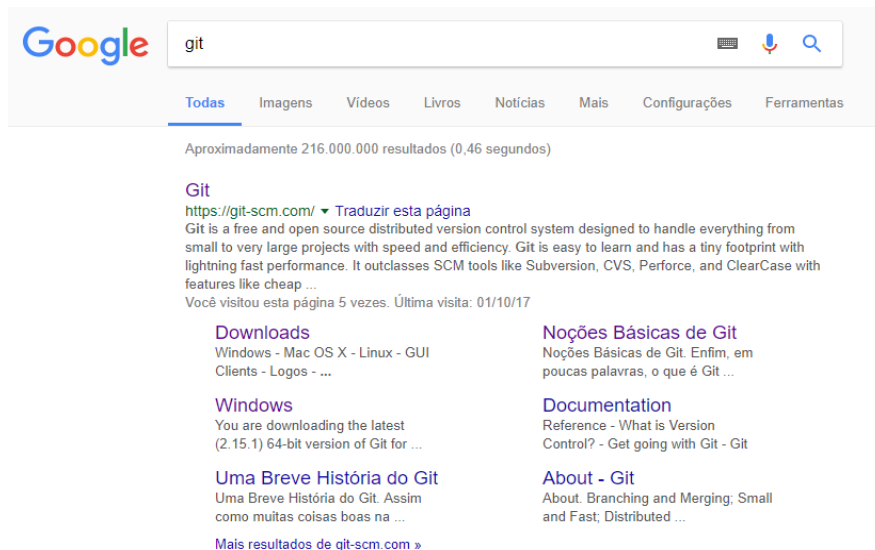 Google
git
Todas Imagens Vídeos Livros Notícias Mais Configurações Ferramentas
Aproximadamente 216.000.000 resultados (0,46 segundos)
Git
https://git-scm.com/ ▾ Traduzir esta página
Git is a free and open source distributed version control system designed to handle everything from
small to very large projects with speed and efficiency. Git is easy to learn and has a tiny footprint with
lightning fast performance. It outclasses SCM tools like Subversion, CVS, Perforce, and ClearCase with
features like cheap ...
Você visitou esta página 5 vezes. Última visita: 01/10/17
Downloads
Windows - Mac OS X - Linux - GUI
Clients - Logos - ...
Noções Básicas de Git
Noções Básicas de Git. Enfim, em
poucas palavras, o que é Git ...
Windows
You are downloading the latest
(2.15.1) 64-bit version of Git for ...
Documentation
Reference - What is Version
Control? - Get going with Git - Git
Uma Breve História do Git
Uma Breve História do Git. Assim
como muitas coisas boas na ...
About - Git
About. Branching and Merging; Small
and Fast; Distributed ...
Mais resultados de git-scm.com »